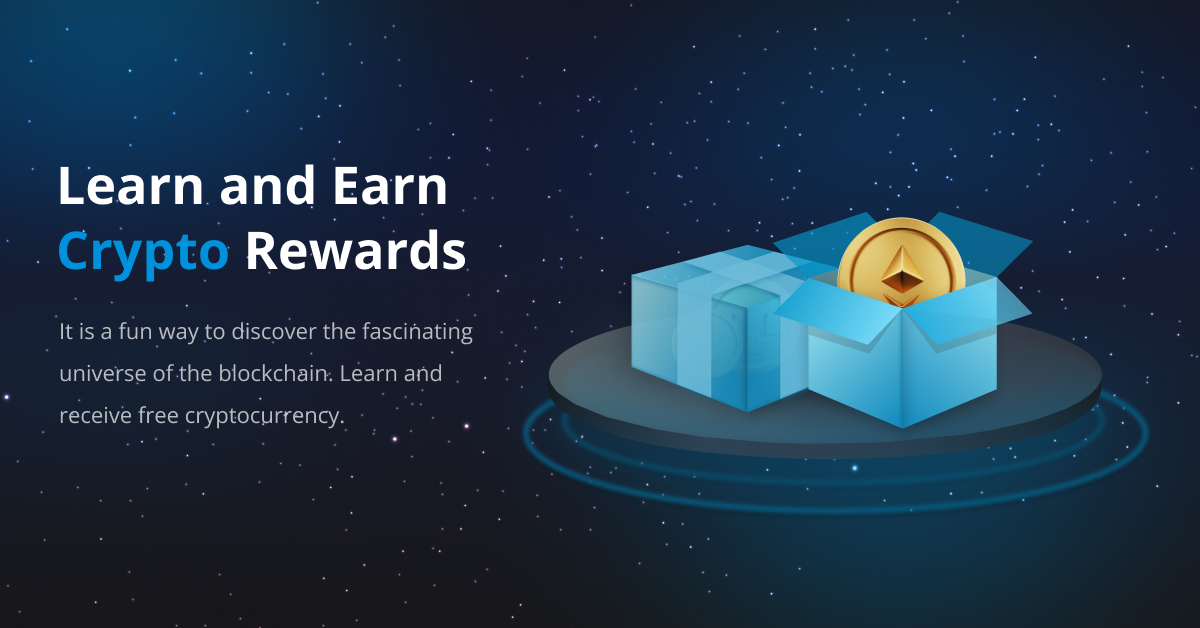 Learn and Earn
Crypto Rewards
It is a fun way to discover the fascinating
universe of the blockchain. Learn and
receive free cryptocurrency.